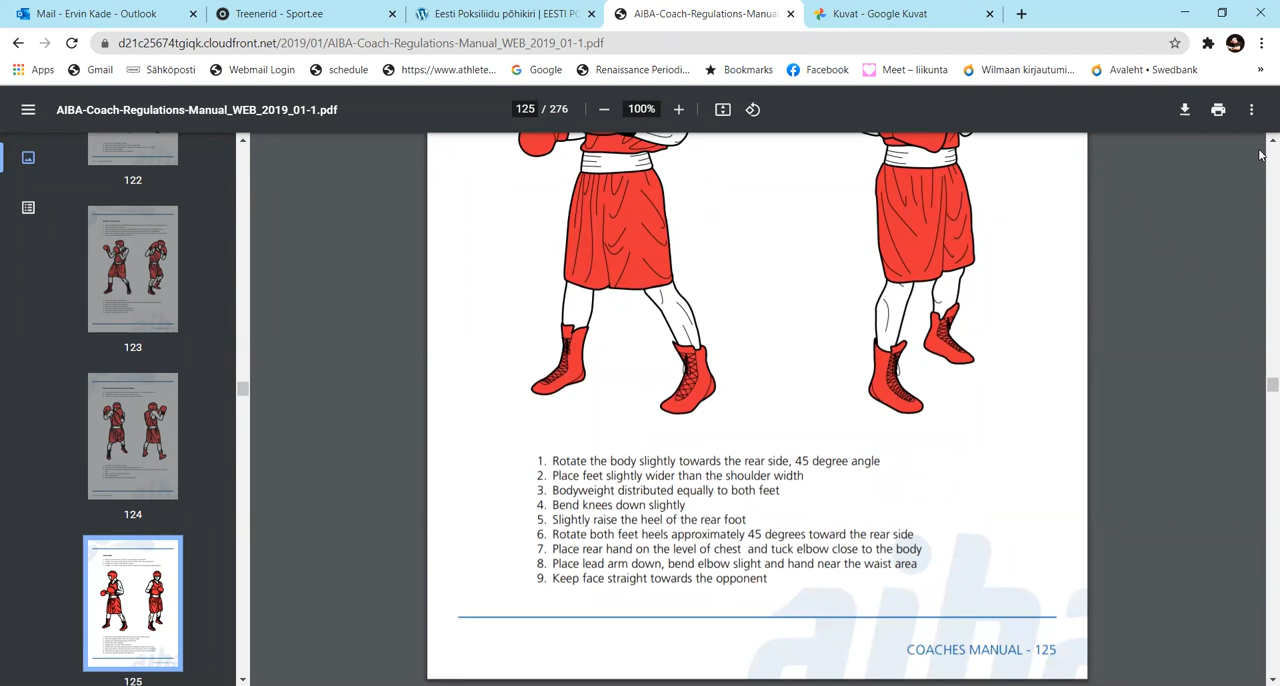 Mail - Ervin Kade - Outlook
Treenerid - Sport.ee
Eesti Poksiliidu põhikiri | EESTI PO
AIBA-Coach-Regulations-Manual
Kuvat - Google Kuvat
d21c25674tgiqk.cloudfront.net/2019/01/AIBA-Coach-Regulations-Manual_WEB_2019_01-1.pdf
Apps
Gmail
Sähköposti
Webmail Login
schedule
https://www.athlete...
Google
Renaissance Periodi...
Bookmarks
Facebook
Meet – liikunta
Wilmaan kirjautumi...
Avaleht • Swedbank
»
AIBA-Coach-Regulations-Manual_WEB_2019_01-1.pdf
125 / 276
100%
122
123
124
125
1. Rotate the body slightly towards the rear side, 45 degree angle
2. Place feet slightly wider than the shoulder width
3. Bodyweight distributed equally to both feet
4. Bend knees down slightly
5. Slightly raise the heel of the rear foot
6. Rotate both feet heels approximately 45 degrees toward the rear side
7. Place rear hand on the level of chest and tuck elbow close to the body
8. Place lead arm down, bend elbow slight and hand near the waist area
9. Keep face straight towards the opponent
aiba
COACHES MANUAL - 125